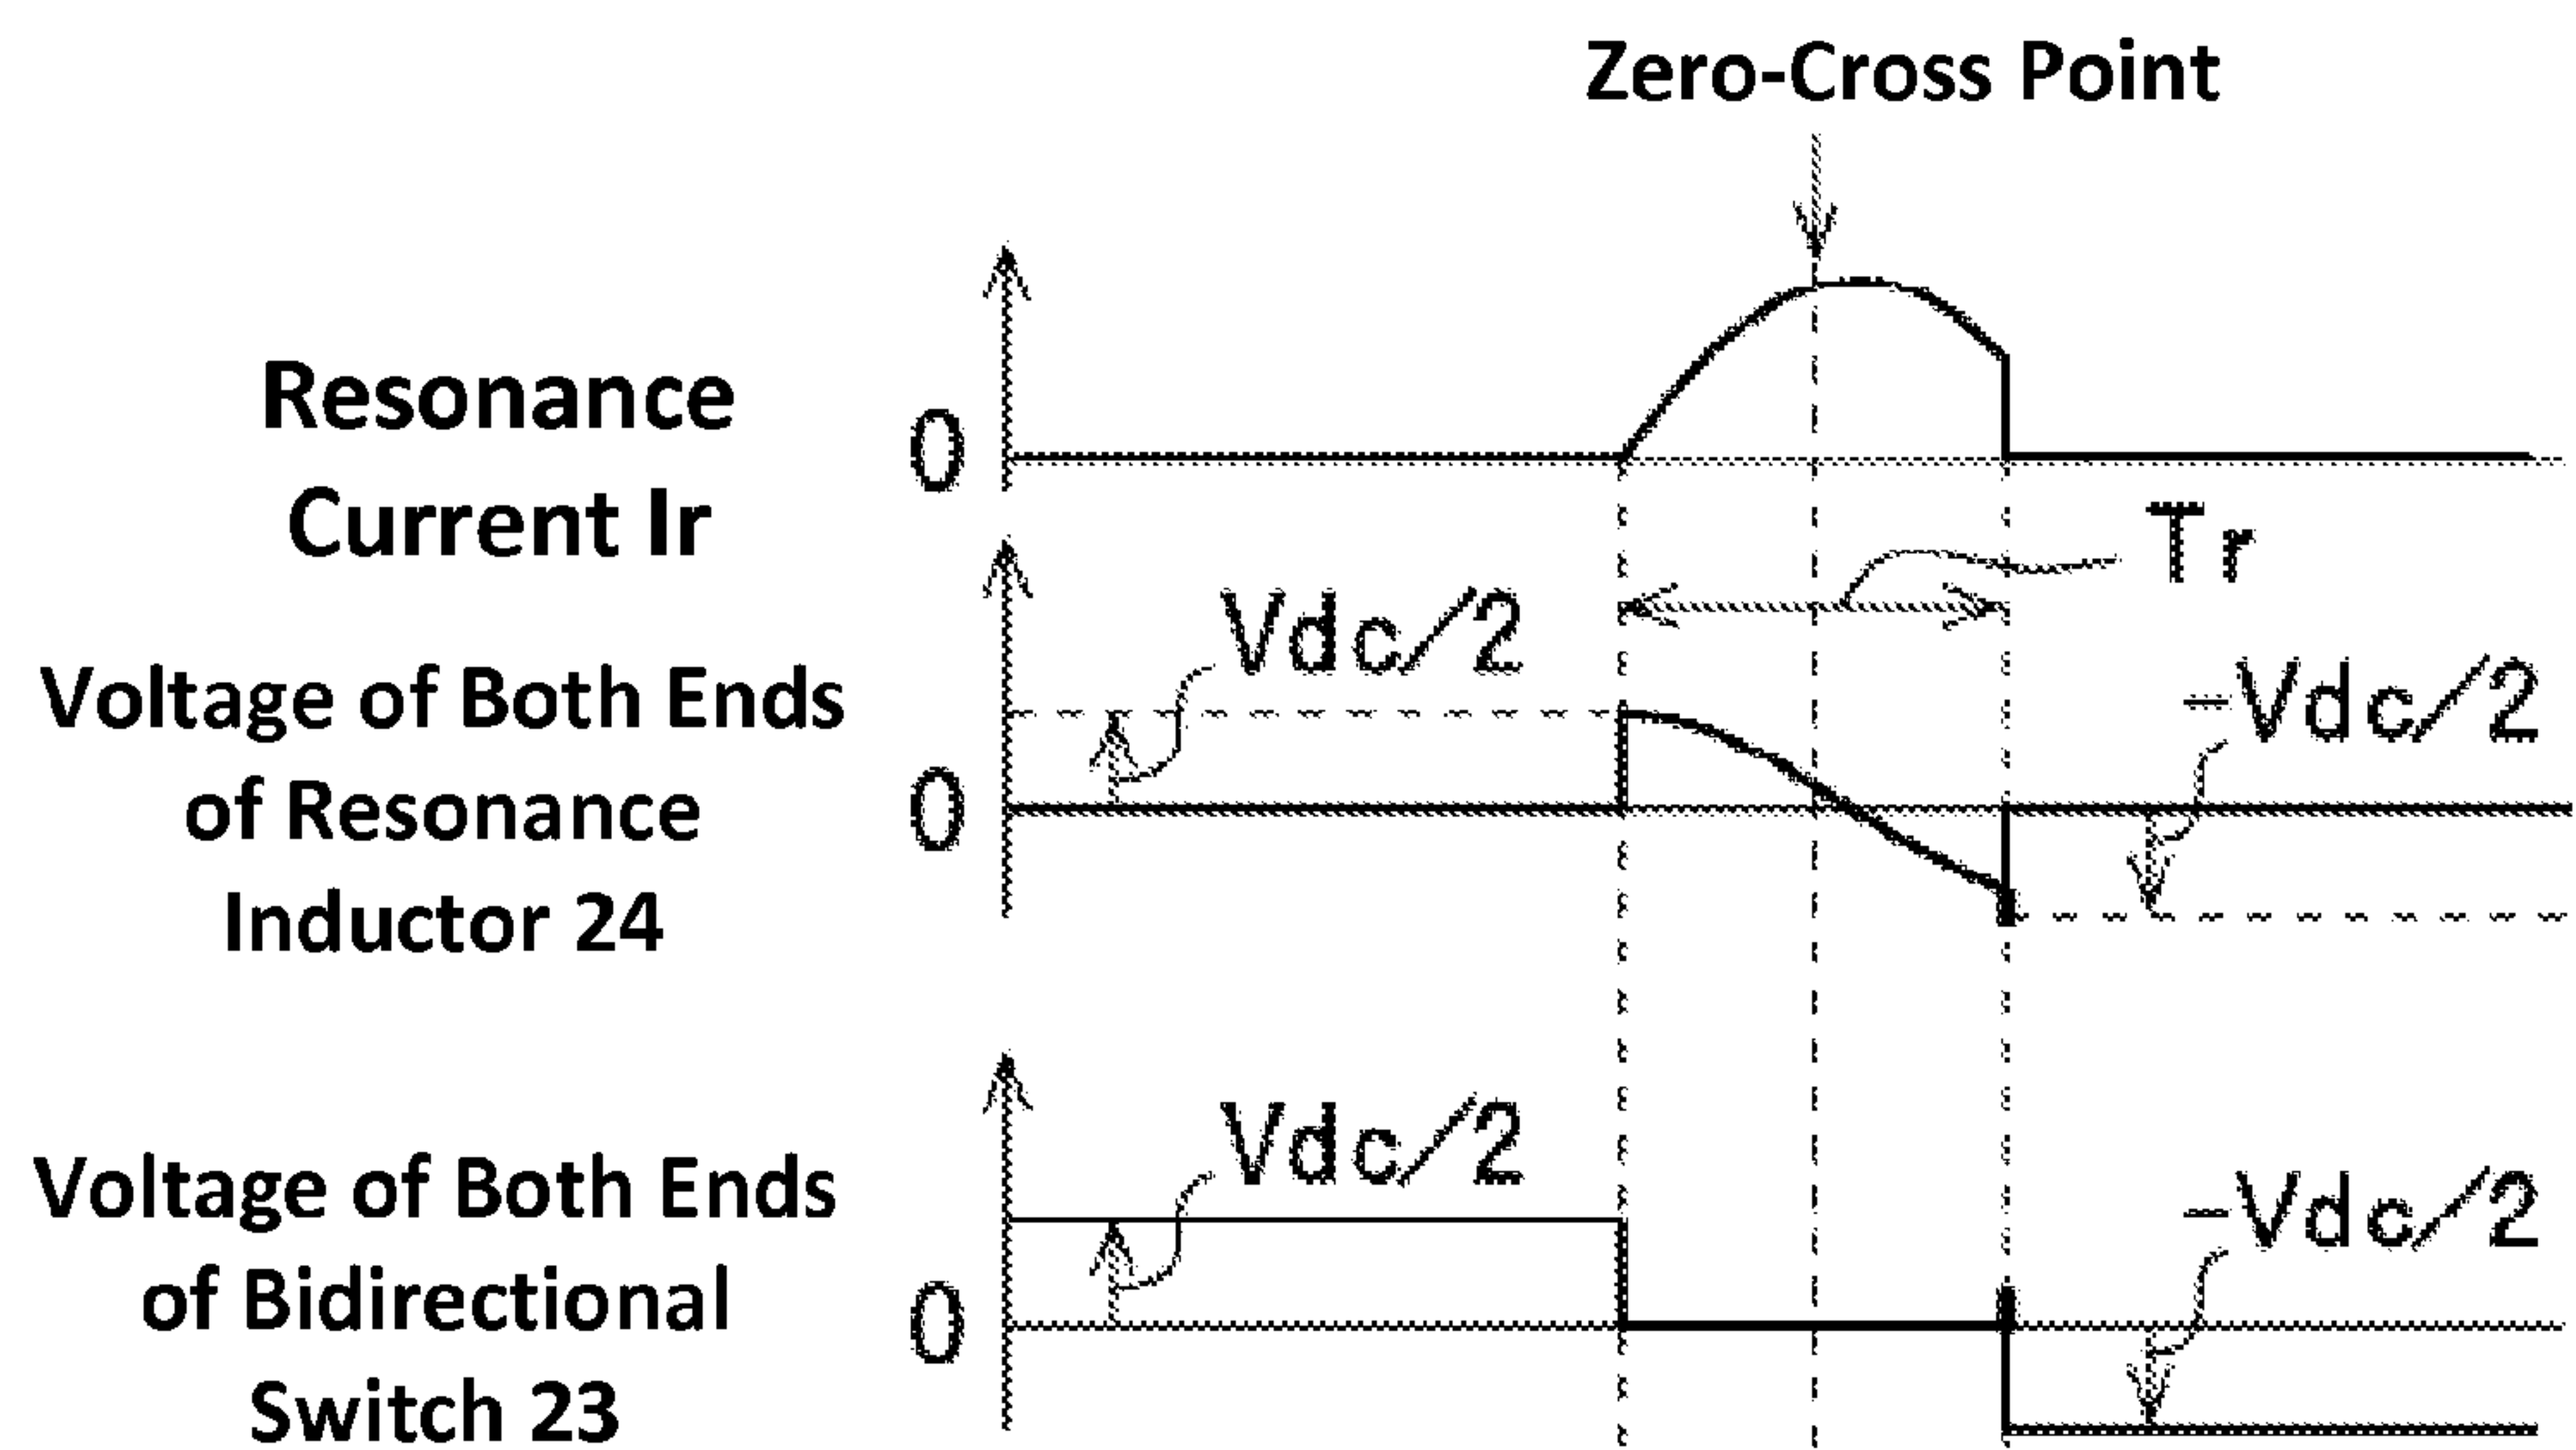 Zero-Cross Point
Resonance
Current Ir
0
Tr
Voltage of Both Ends
of Resonance
Inductor 24
Vdc/2
0
-Vdc/2
Voltage of Both Ends
of Bidirectional
Switch 23
Vdc/2
0
-Vdc/2